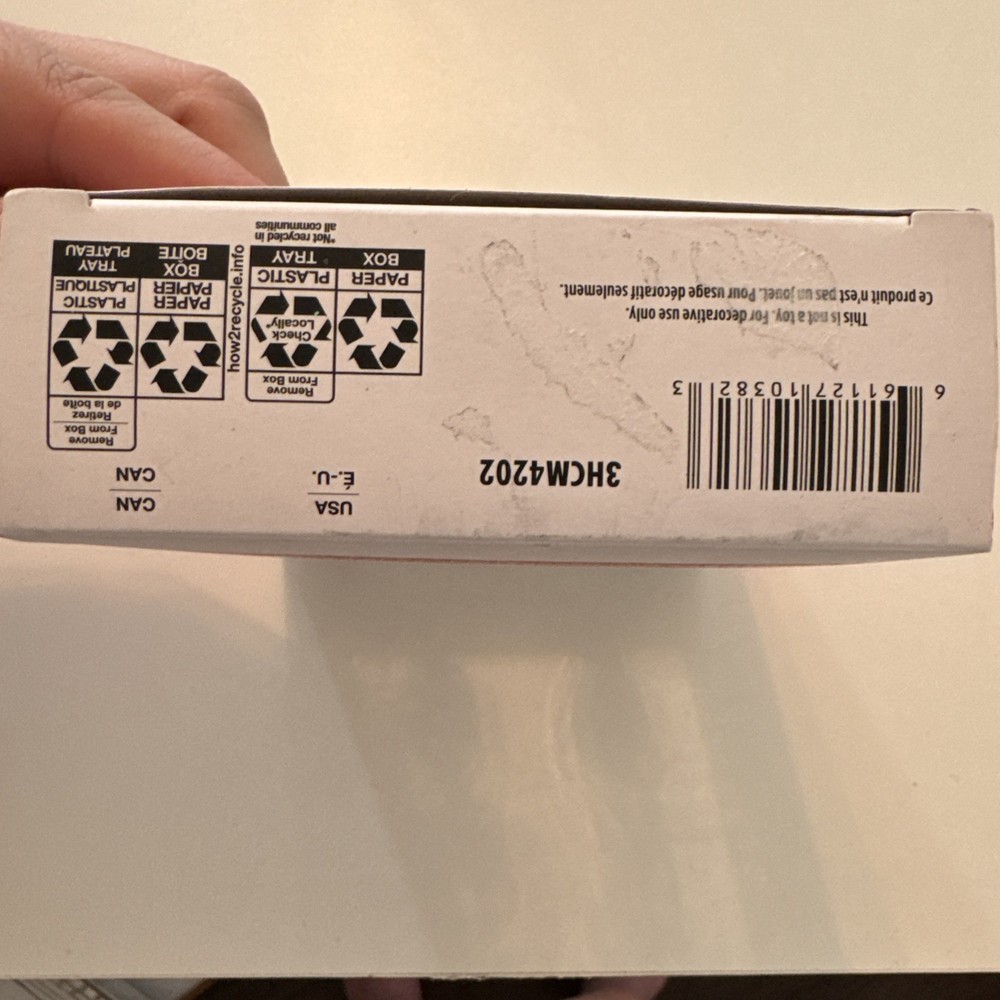 USA
É.-U.
CAN
CAN
3HCM4202
6 61127 10382 3
This is not a toy. For decorative use only.
Ce produit n'est pas un jouet. Pour usage décoratif seulement.
PAPER
BOX
Remove
From Box
Check
Locally*
PLASTIC
TRAY
*Not recycled in
all communities
how2recycle.info
PAPER
PAPIER
BOX
BOÎTE
Remove
From Box
Retirez
de la boîte
PLASTIC
PLASTIQUE
TRAY
PLATEAU